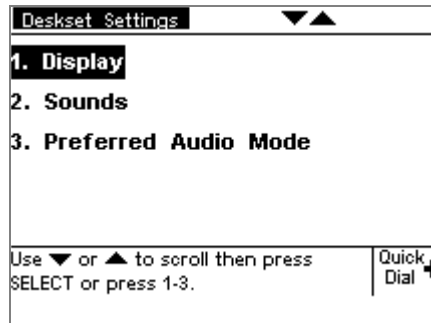 Deskset Settings ▼▲
1. Display
2. Sounds
3. Preferred Audio Mode
Use ▼ or ▲ to scroll then press
SELECT or press 1-3.
Quick
Dial